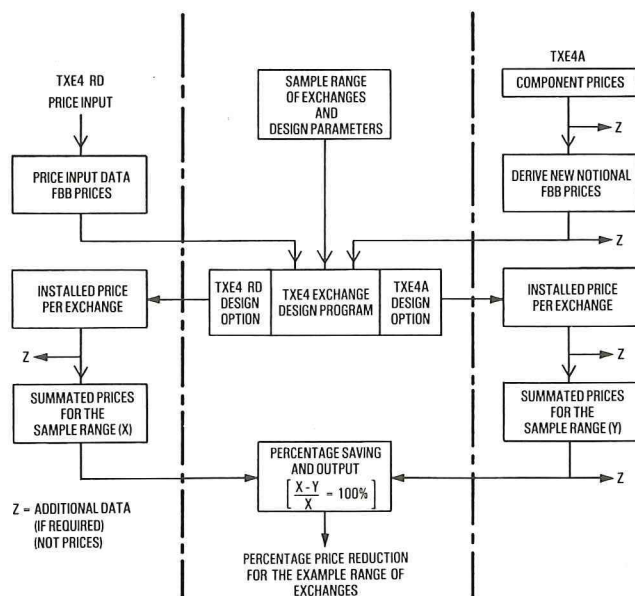 TXE4 RD
PRICE INPUT
PRICE INPUT DATA
FBB PRICES
INSTALLED PRICE
PER EXCHANGE
Z
SUMMATED PRICES
FOR THE
SAMPLE RANGE (X)
Z = ADDITIONAL DATA
(IF REQUIRED)
(NOT PRICES)
SAMPLE RANGE
OF EXCHANGES
AND
DESIGN PARAMETERS
TXE4 RD
DESIGN
OPTION
TXE4 EXCHANGE
DESIGN PROGRAM
TXE4A
DESIGN
OPTION
PERCENTAGE SAVING
AND OUTPUT
[ X - Y / X = 100% ]
PERCENTAGE PRICE REDUCTION
FOR THE EXAMPLE RANGE OF
EXCHANGES
TXE4A
COMPONENT PRICES
Z
DERIVE NEW NOTIONAL
FBB PRICES
Z
INSTALLED PRICE
PER EXCHANGE
Z
SUMMATED PRICES
FOR THE
SAMPLE RANGE (Y)
Z